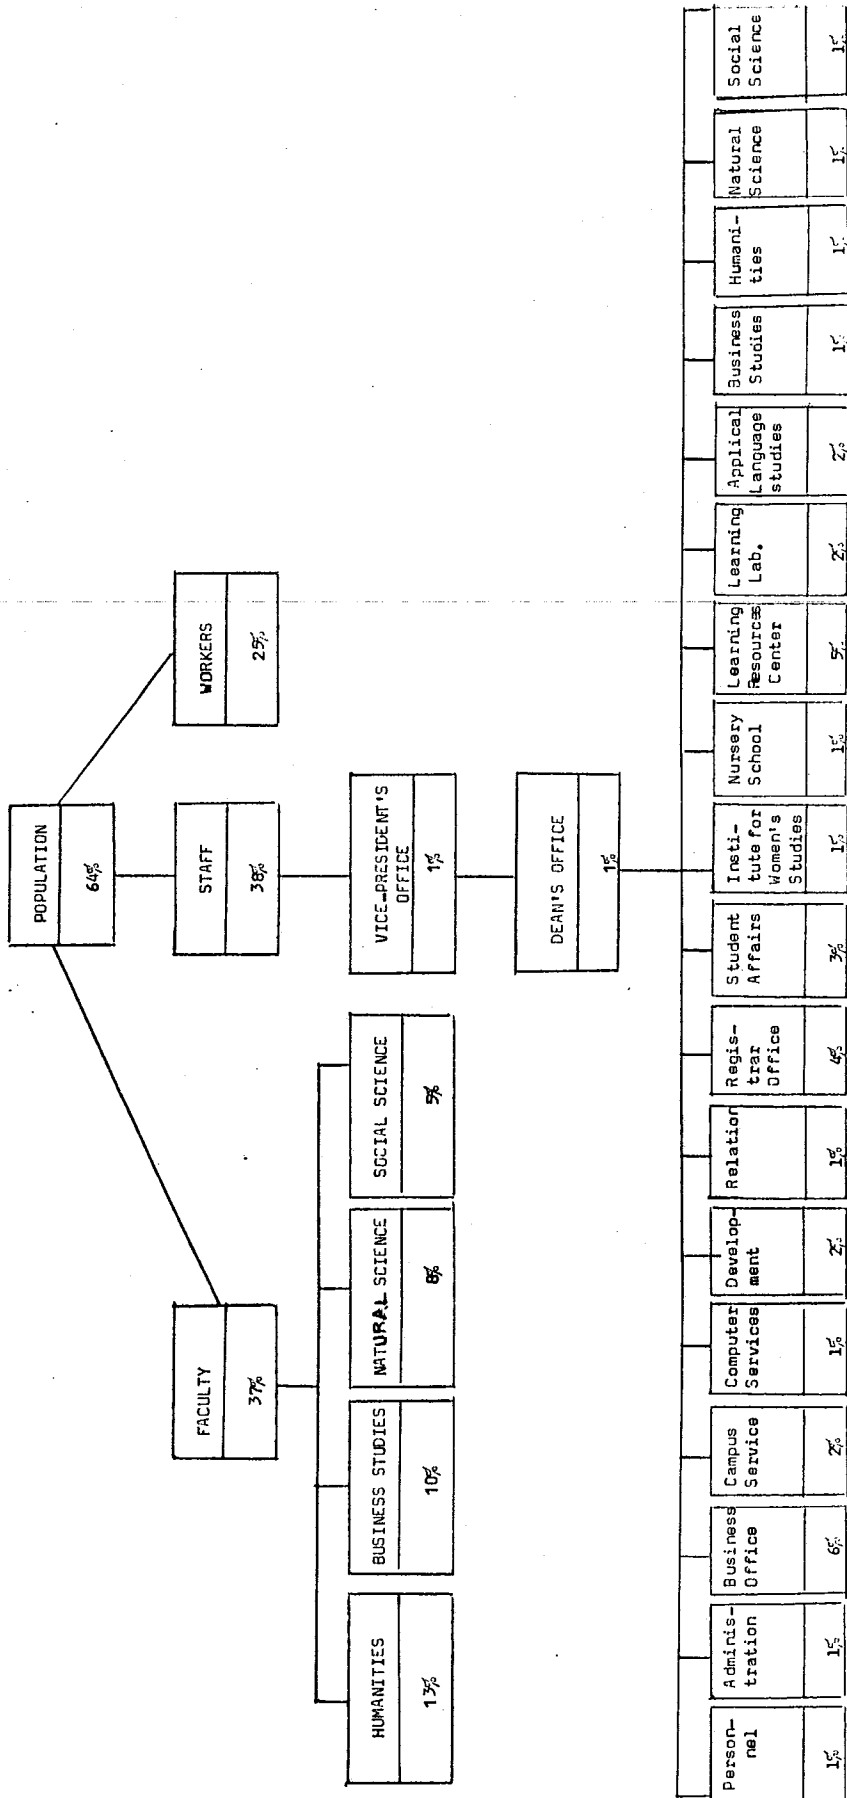 POPULATION
64%
FACULTY
37%
STAFF
38%
WORKERS
25%
HUMANITIES
13%
BUSINESS STUDIES
10%
NATURAL SCIENCE
8%
SOCIAL SCIENCE
5%
VICE-PRESIDENT'S
OFFICE
1%
DEAN'S OFFICE
1%
Person-
nel
1%
Adminis-
tration
1%
Business
Office
6%
Campus
Service
2%
Computer
Services
1%
Develop-
ment
2%
Relation
1%
Regis-
trar
Office
4%
Student
Affairs
3%
Insti-
tute for
Women's
Studies
1%
Nursery
School
1%
Learning
Resources
Center
5%
Learning
Lab.
2%
Applical
Language
studies
2%
Business
Studies
1%
Humani-
ties
1%
Natural
Science
1%
Social
Science
1%